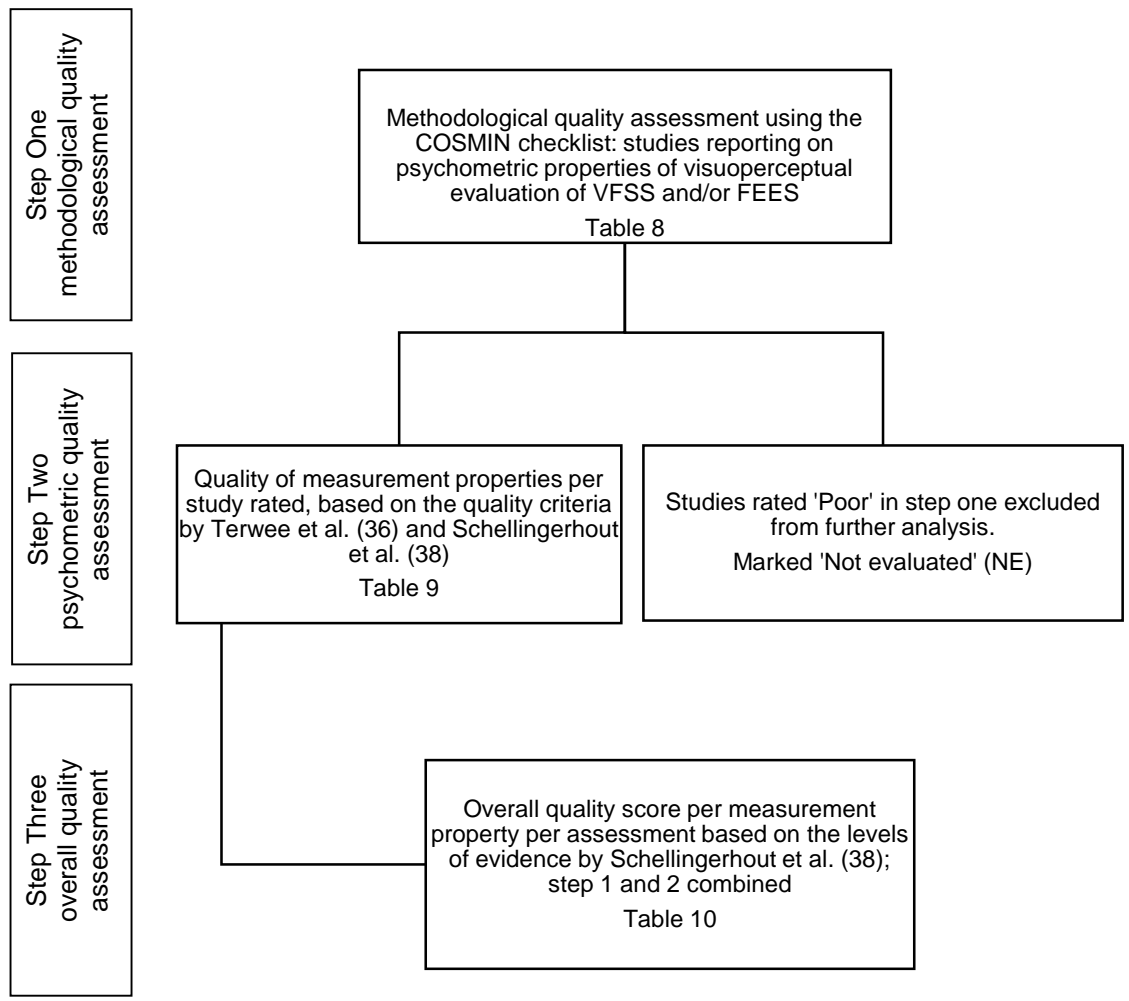 Step One
methodological quality
assessment
Methodological quality assessment using the
COSMIN checklist: studies reporting on
psychometric properties of visuoperceptual
evaluation of VFSS and/or FEES
Table 8
Step Two
psychometric quality
assessment
Quality of measurement properties per
study rated, based on the quality criteria
by Terwee et al. (36) and Schellingerhout
et al. (38)
Table 9
Studies rated 'Poor' in step one excluded
from further analysis.
Marked 'Not evaluated' (NE)
Step Three
overall quality
assessment
Overall quality score per measurement
property per assessment based on the levels
of evidence by Schellingerhout et al. (38);
step 1 and 2 combined
Table 10